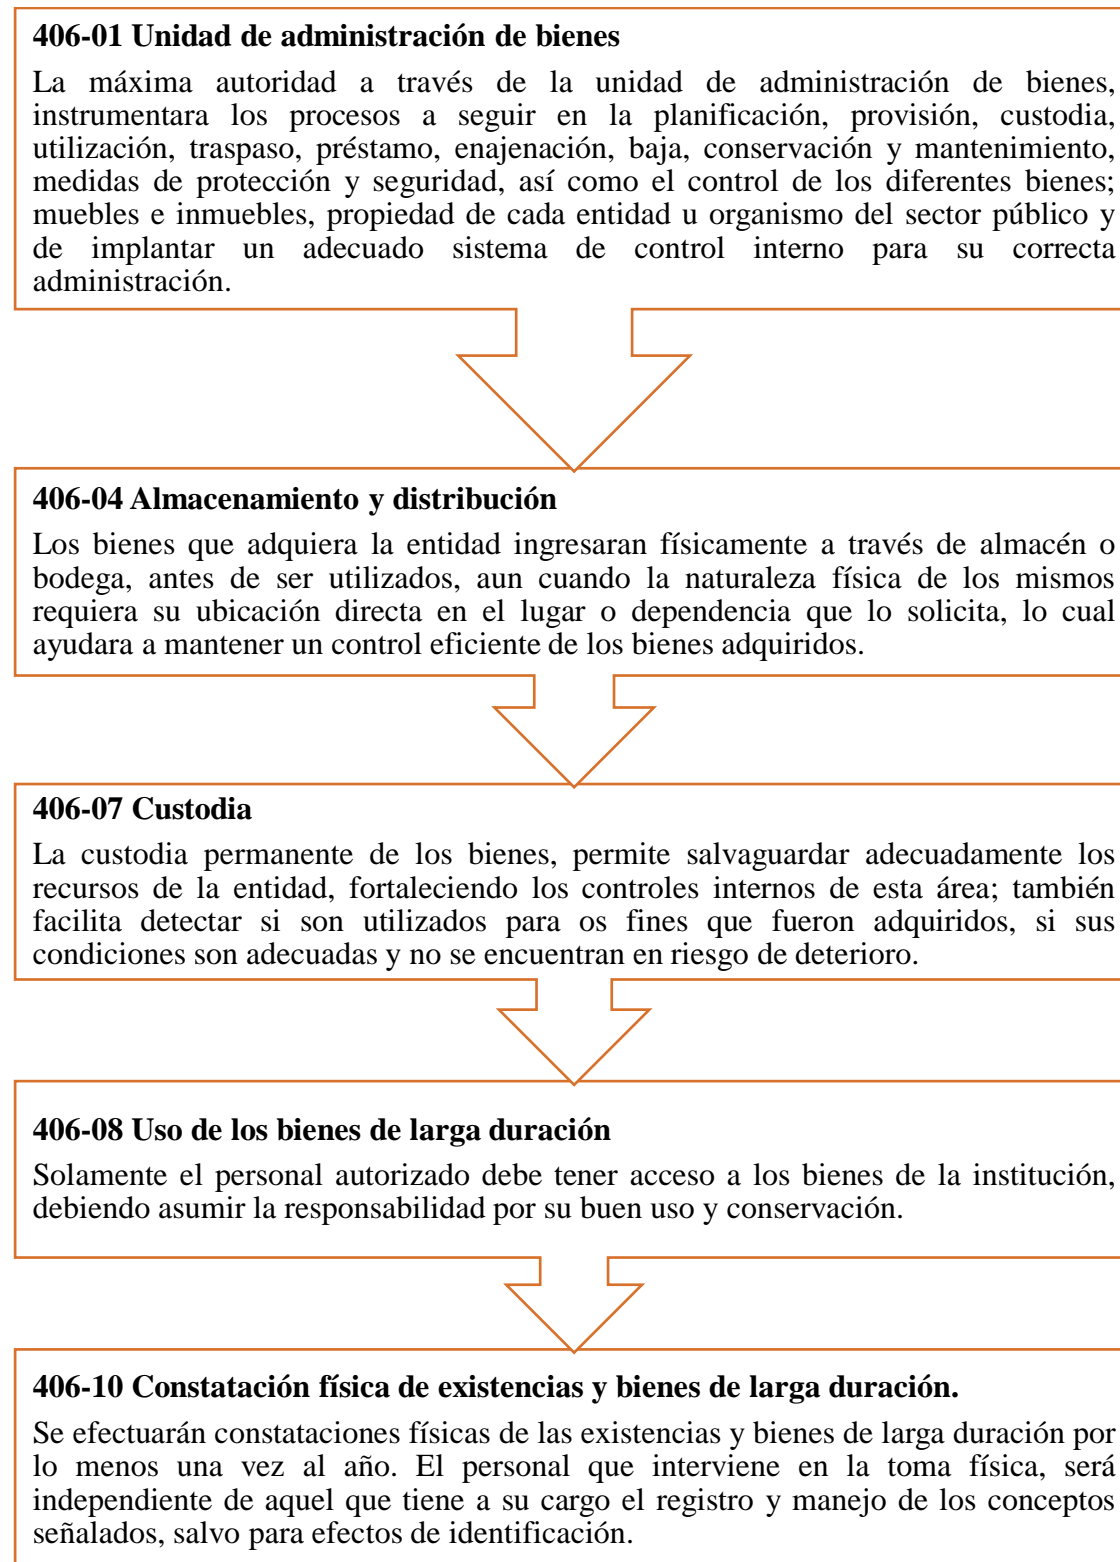 406-01 Unidad de administración de bienes
La máxima autoridad a través de la unidad de administración de bienes,
instrumentara los procesos a seguir en la planificación, provisión, custodia,
utilización, traspaso, préstamo, enajenación, baja, conservación y mantenimiento,
medidas de protección y seguridad, así como el control de los diferentes bienes;
muebles e inmuebles, propiedad de cada entidad u organismo del sector público y
de implantar un adecuado sistema de control interno para su correcta
administración.
406-04 Almacenamiento y distribución
Los bienes que adquiera la entidad ingresaran físicamente a través de almacén o
bodega, antes de ser utilizados, aun cuando la naturaleza física de los mismos
requiera su ubicación directa en el lugar o dependencia que lo solicita, lo cual
ayudara a mantener un control eficiente de los bienes adquiridos.
406-07 Custodia
La custodia permanente de los bienes, permite salvaguardar adecuadamente los
recursos de la entidad, fortaleciendo los controles internos de esta área; también
facilita detectar si son utilizados para os fines que fueron adquiridos, si sus
condiciones son adecuadas y no se encuentran en riesgo de deterioro.
406-08 Uso de los bienes de larga duración
Solamente el personal autorizado debe tener acceso a los bienes de la institución,
debiendo asumir la responsabilidad por su buen uso y conservación.
406-10 Constatación física de existencias y bienes de larga duración.
Se efectuarán constataciones físicas de las existencias y bienes de larga duración por
lo menos una vez al año. El personal que interviene en la toma física, será
independiente de aquel que tiene a su cargo el registro y manejo de los conceptos
señalados, salvo para efectos de identificación.